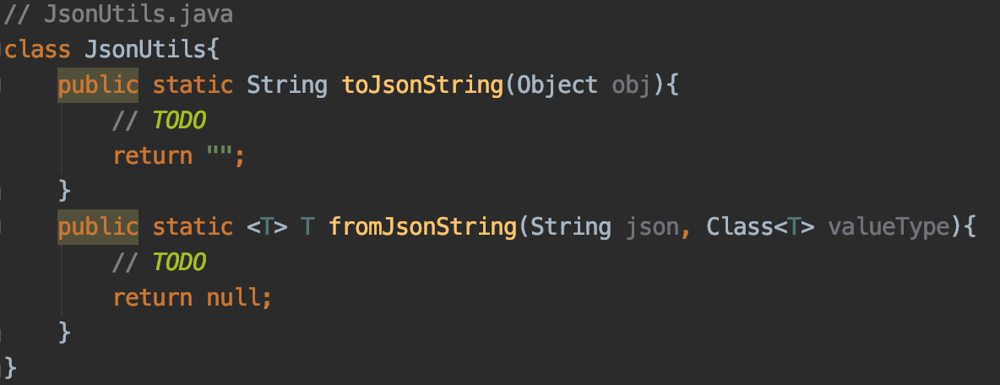 // JsonUtils.java
class JsonUtils{
    public static String toJsonString(Object obj){
        // TODO
        return "";
    }
    public static <T> T fromJsonString(String json, Class<T> valueType){
        // TODO
        return null;
    }
}